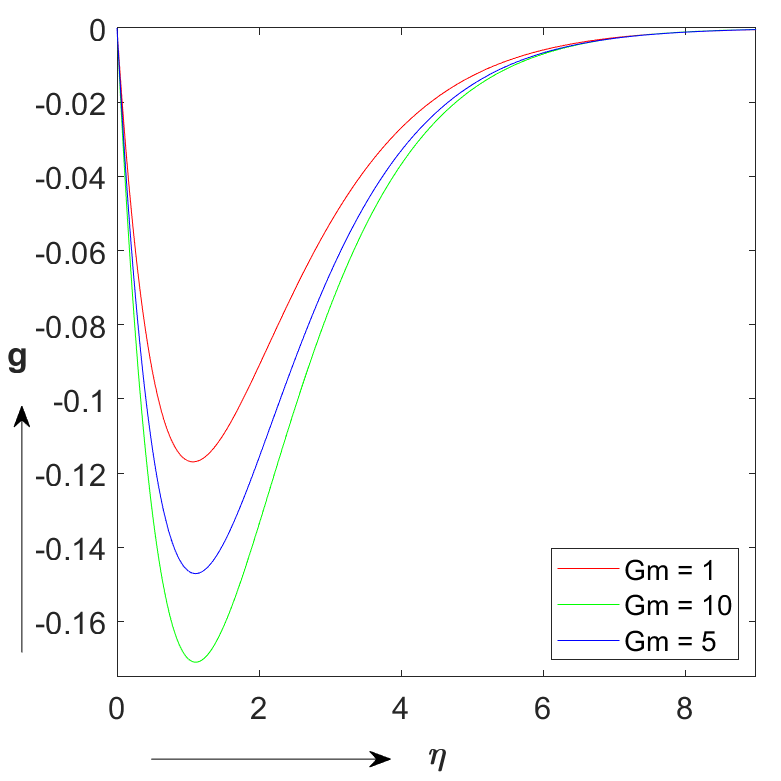 0
-0.02
-0.04
-0.06
-0.08
g
-0.1
-0.12
-0.14
-0.16
Gm = 1
Gm = 10
Gm = 5
0 2 4 6 8
η